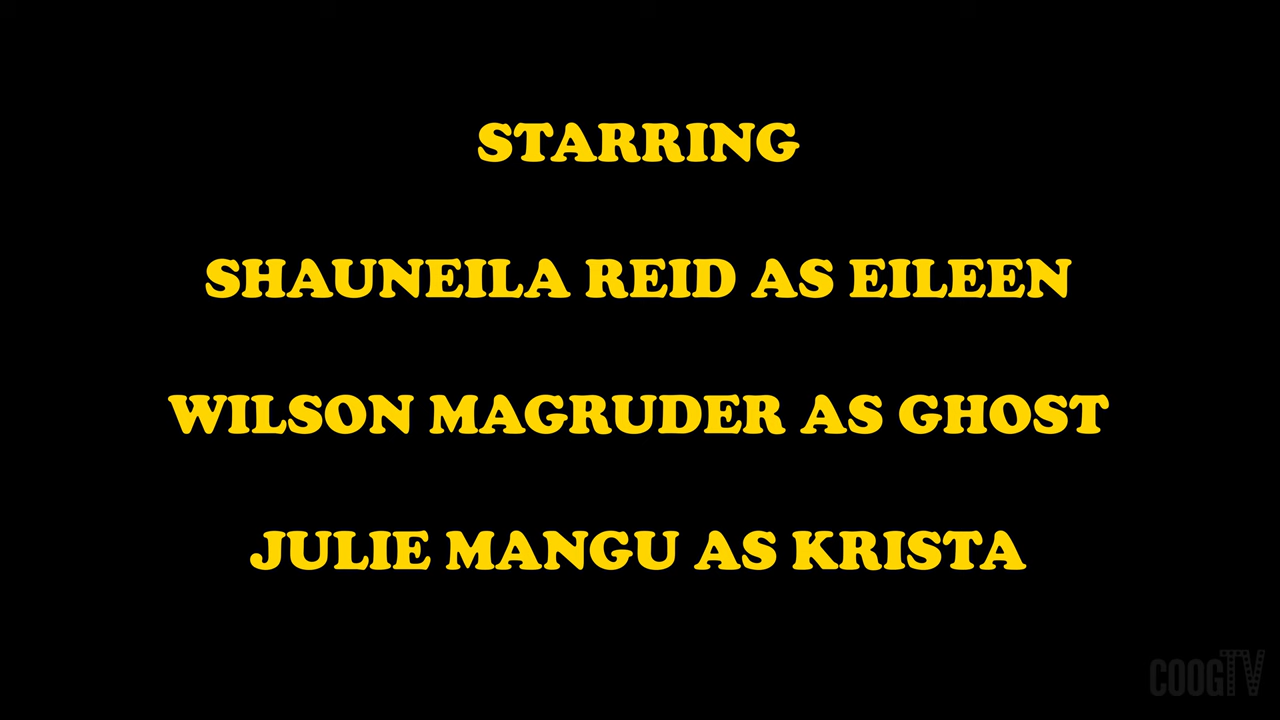 STARRING
SHAUNEILA REID AS EILEEN
WILSON MAGRUDER AS GHOST
JULIE MANGU AS KRISTA
COOGTV